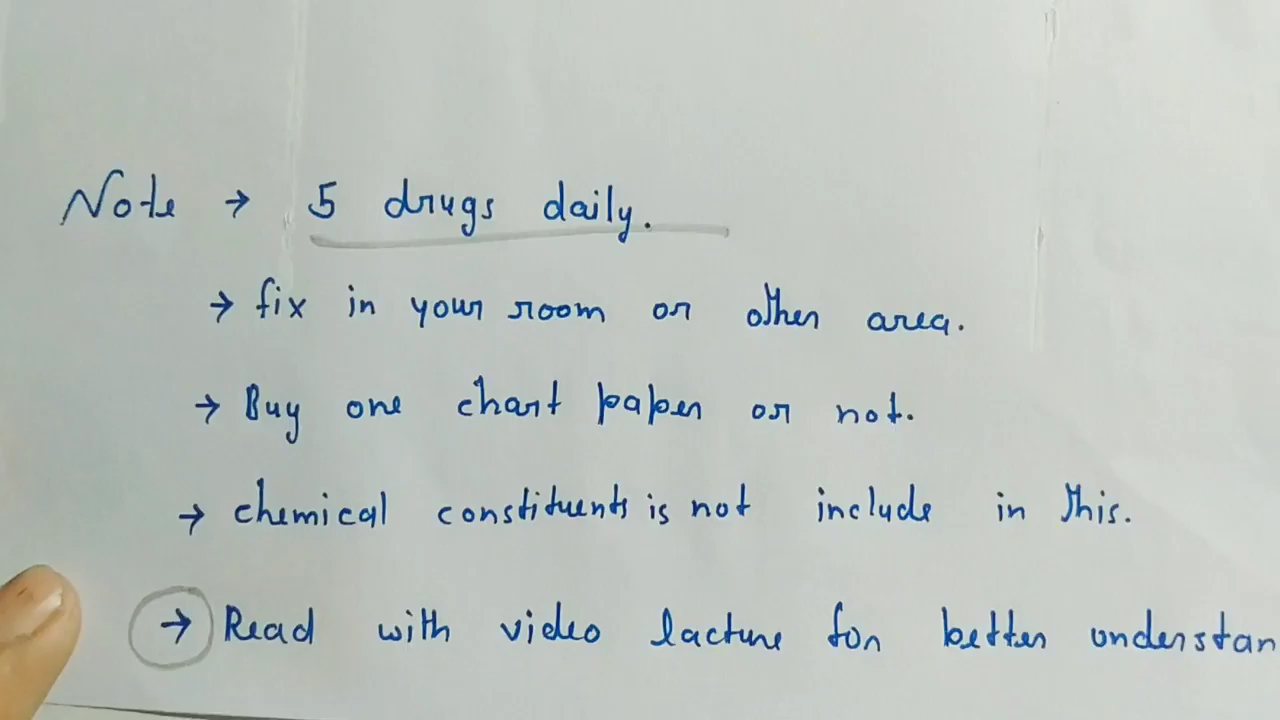 Note → 5 drugs daily.
→ fix in your room or other area.
→ Buy one chart paper or not.
→ chemical constituents is not include in this.
→ Read with video lacture for better understan